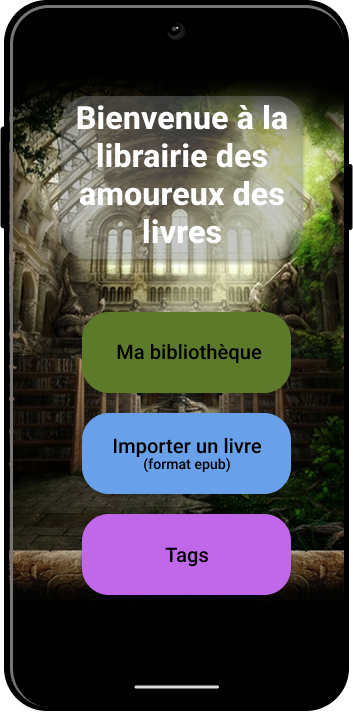 Bienvenue à la
librairie des
amoureux des
livres
Ma bibliothèque
Importer un livre
(format epub)
Tags